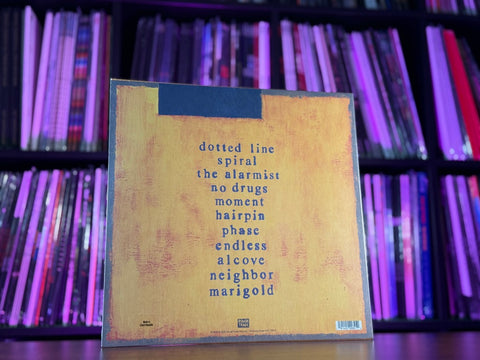 dotted line
spiral
the alarmist
no drugs
moment
hairpin
phase
endless
alcove
neighbor
marigold